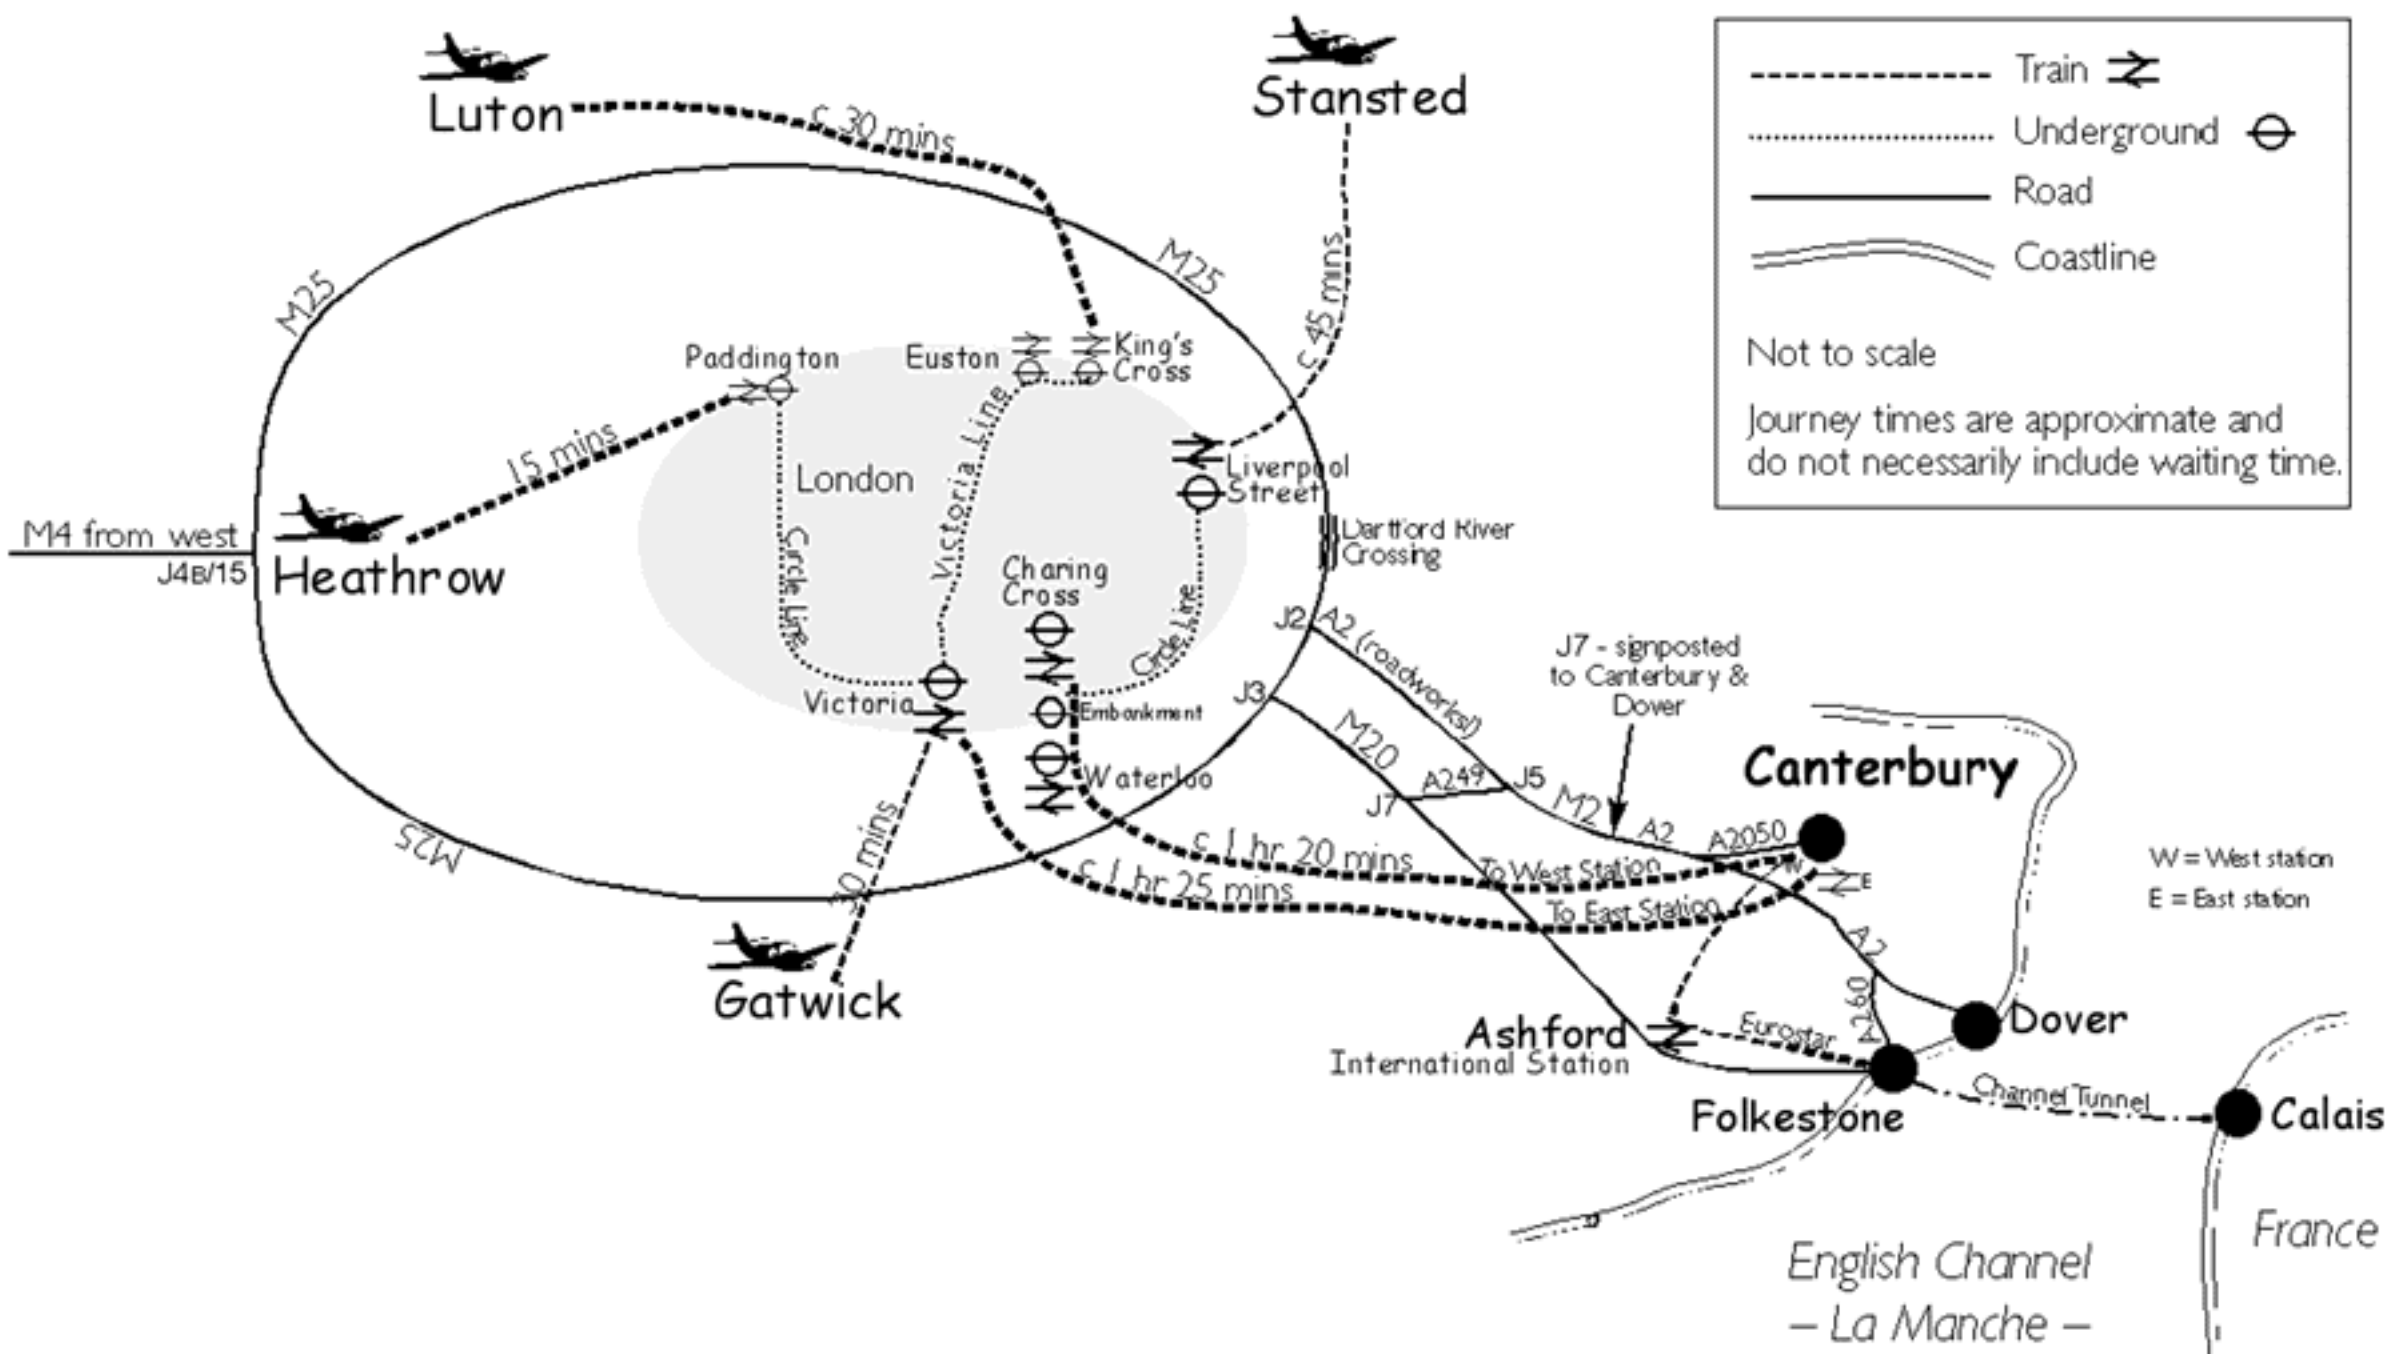 Luton
c 30 mins
Stansted
c 45 mins
Train
Underground
Road
Coastline
Not to scale
Journey times are approximate and
do not necessarily include waiting time.
M25
M25
Paddington
Euston
King's
Cross
15 mins
London
Victoria Line
Circle Line
Liverpool
Street
M4 from west
J4B/15
Heathrow
Dartford River
Crossing
Charing
Cross
Circle Line
Victoria
Embankment
Waterloo
J2
A2 (roadworks!)
J3
M20
A249
J7
J5
M2
J7 - signposted
to Canterbury &
Dover
A2
A2050
Canterbury
W
E
W = West station
E = East station
M25
30 mins
c 1 hr 20 mins
To West Station
c 1 hr 25 mins
To East Station
Gatwick
A2
A260
Ashford
International Station
Eurostar
Dover
Folkestone
Channel Tunnel
Calais
France
English Channel
– La Manche –